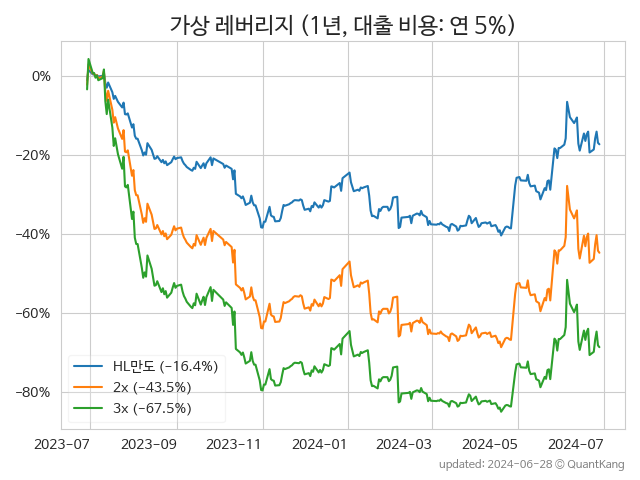 가상 레버리지 (1년, 대출 비용: 연 5%)
0%
−20%
−40%
−60%
−80%
HL만도 (−16.4%)
2x (−43.5%)
3x (−67.5%)
2023-07 2023-09 2023-11 2024-01 2024-03 2024-05 2024-07
updated: 2024-06-28 © QuantKang